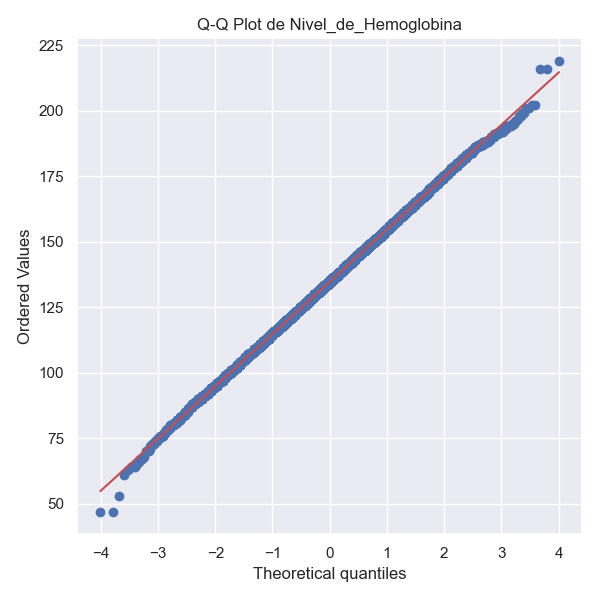 Q-Q Plot de Nivel_de_Hemoglobina
225
200
175
150
125
100
75
50
Ordered Values
−4 −3 −2 −1 0 1 2 3 4
Theoretical quantiles